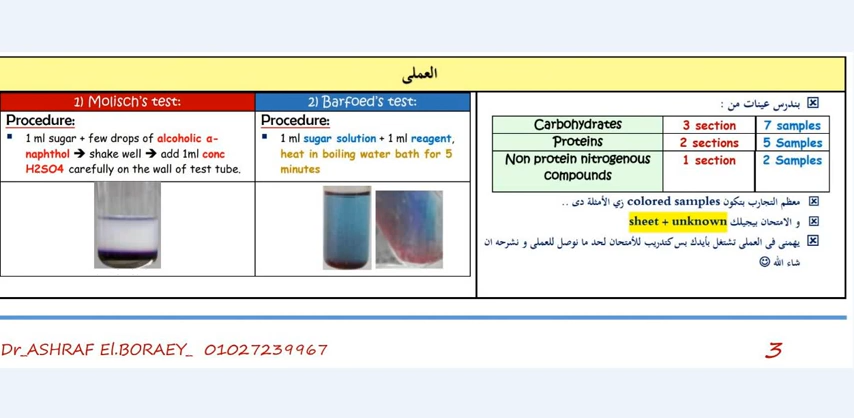 العملى
1) Molisch's test:
Procedure:
▪ 1 ml sugar + few drops of alcoholic α-
naphthol ➔ shake well ➔ add 1ml conc
H2SO4 carefully on the wall of test tube.
2) Barfoed's test:
Procedure:
▪ 1 ml sugar solution + 1 ml reagent,
heat in boiling water bath for 5
minutes
بندرس عينات من :
Carbohydrates 3 section 7 samples
Proteins 2 sections 5 Samples
Non protein nitrogenous 1 section 2 Samples
compounds
معظم التجارب بتكون colored samples زي الأمثلة دى ..
و الامتحان بيجيلك sheet + unknown
يهمنى فى العملى تشتغل بأيدك بس كتدريب للأمتحان لحد ما نوصل للعملى و نشرحه ان
شاء الله ☺
Dr_ASHRAF El.BORAEY_ 01027239967
3